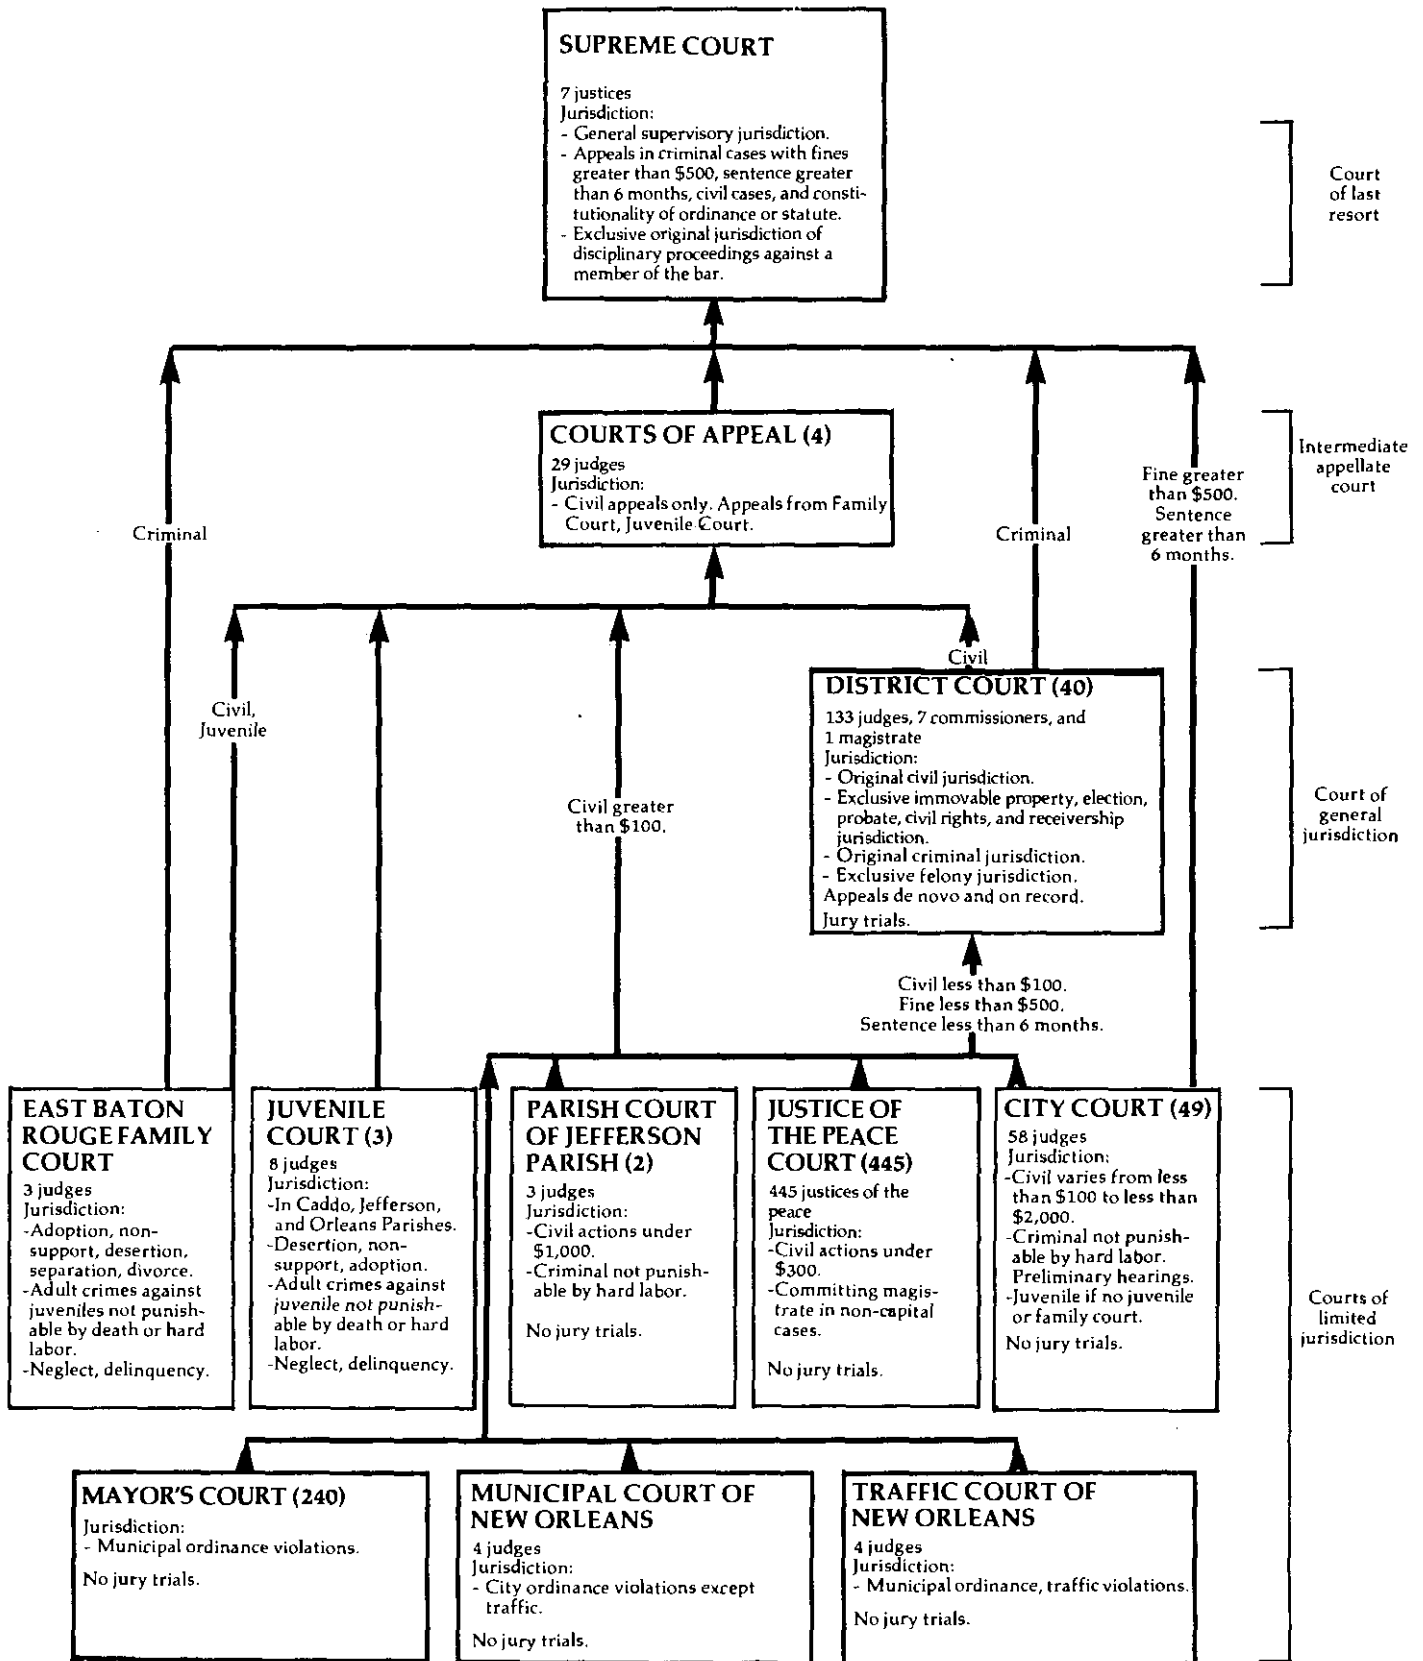 SUPREME COURT
7 justices
Jurisdiction:
- General supervisory jurisdiction.
- Appeals in criminal cases with fines
greater than $500, sentence greater
than 6 months, civil cases, and consti-
tutionality of ordinance or statute.
- Exclusive original jurisdiction of
disciplinary proceedings against a
member of the bar.
Court
of last
resort
COURTS OF APPEAL (4)
29 judges
Jurisdiction:
- Civil appeals only. Appeals from Family
Court, Juvenile Court.
Intermediate
appellate
court
Criminal
Criminal
Fine greater
than $500.
Sentence
greater than
6 months.
Civil,
Juvenile
Civil greater
than $100.
Civil
DISTRICT COURT (40)
133 judges, 7 commissioners, and
1 magistrate
Jurisdiction:
- Original civil jurisdiction.
- Exclusive immovable property, election,
probate, civil rights, and receivership
jurisdiction.
- Original criminal jurisdiction.
- Exclusive felony jurisdiction.
Appeals de novo and on record.
Jury trials.
Court of
general
jurisdiction
Civil less than $100.
Fine less than $500.
Sentence less than 6 months.
EAST BATON
ROUGE FAMILY
COURT
3 judges
Jurisdiction:
-Adoption, non-
support, desertion,
separation, divorce.
-Adult crimes against
juveniles not punish-
able by death or hard
labor.
-Neglect, delinquency.
JUVENILE
COURT (3)
8 judges
Jurisdiction:
-In Caddo, Jefferson,
and Orleans Parishes.
-Desertion, non-
support, adoption.
-Adult crimes against
juvenile not punish-
able by death or hard
labor.
-Neglect, delinquency.
PARISH COURT
OF JEFFERSON
PARISH (2)
3 judges
Jurisdiction:
-Civil actions under
$1,000.
-Criminal not punish-
able by hard labor.
No jury trials.
JUSTICE OF
THE PEACE
COURT (445)
445 justices of the
peace
Jurisdiction:
-Civil actions under
$300.
-Committing magis-
trate in non-capital
cases.
No jury trials.
CITY COURT (49)
58 judges
Jurisdiction:
-Civil varies from less
than $100 to less than
$2,000.
-Criminal not punish-
able by hard labor.
Preliminary hearings.
-Juvenile if no juvenile
or family court.
No jury trials.
Courts of
limited
jurisdiction
MAYOR'S COURT (240)
Jurisdiction:
- Municipal ordinance violations.
No jury trials.
MUNICIPAL COURT OF
NEW ORLEANS
4 judges
Jurisdiction:
- City ordinance violations except
traffic.
No jury trials.
TRAFFIC COURT OF
NEW ORLEANS
4 judges
Jurisdiction:
- Municipal ordinance, traffic violations.
No jury trials.